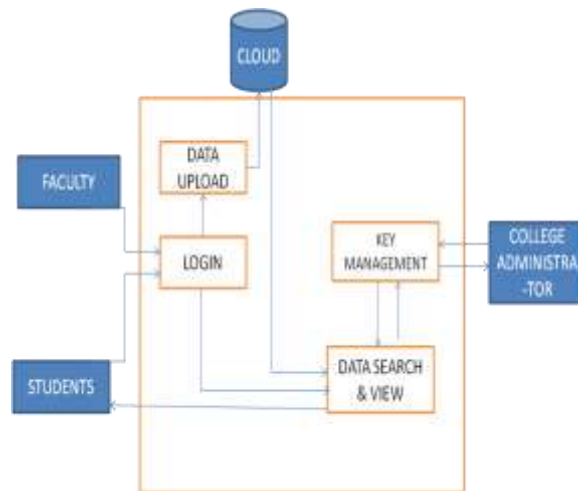 CLOUD
DATA
UPLOAD
FACULTY
LOGIN
KEY
MANAGEMENT
COLLEGE
ADMINISTRA
-TOR
STUDENTS
DATA SEARCH
& VIEW